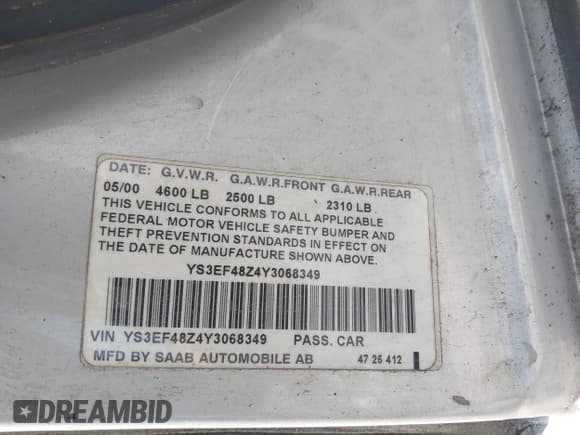 DATE: G.V.W.R. G.A.W.R.FRONT G.A.W.R.REAR
05/00 4600 LB 2500 LB 2310 LB
THIS VEHICLE CONFORMS TO ALL APPLICABLE
FEDERAL MOTOR VEHICLE SAFETY BUMPER AND
THEFT PREVENTION STANDARDS IN EFFECT ON
THE DATE OF MANUFACTURE SHOWN ABOVE.
YS3EF48Z4Y3068349
VIN YS3EF48Z4Y3068349 PASS. CAR
MFD BY SAAB AUTOMOBILE AB 47 25 412
DREAMBID